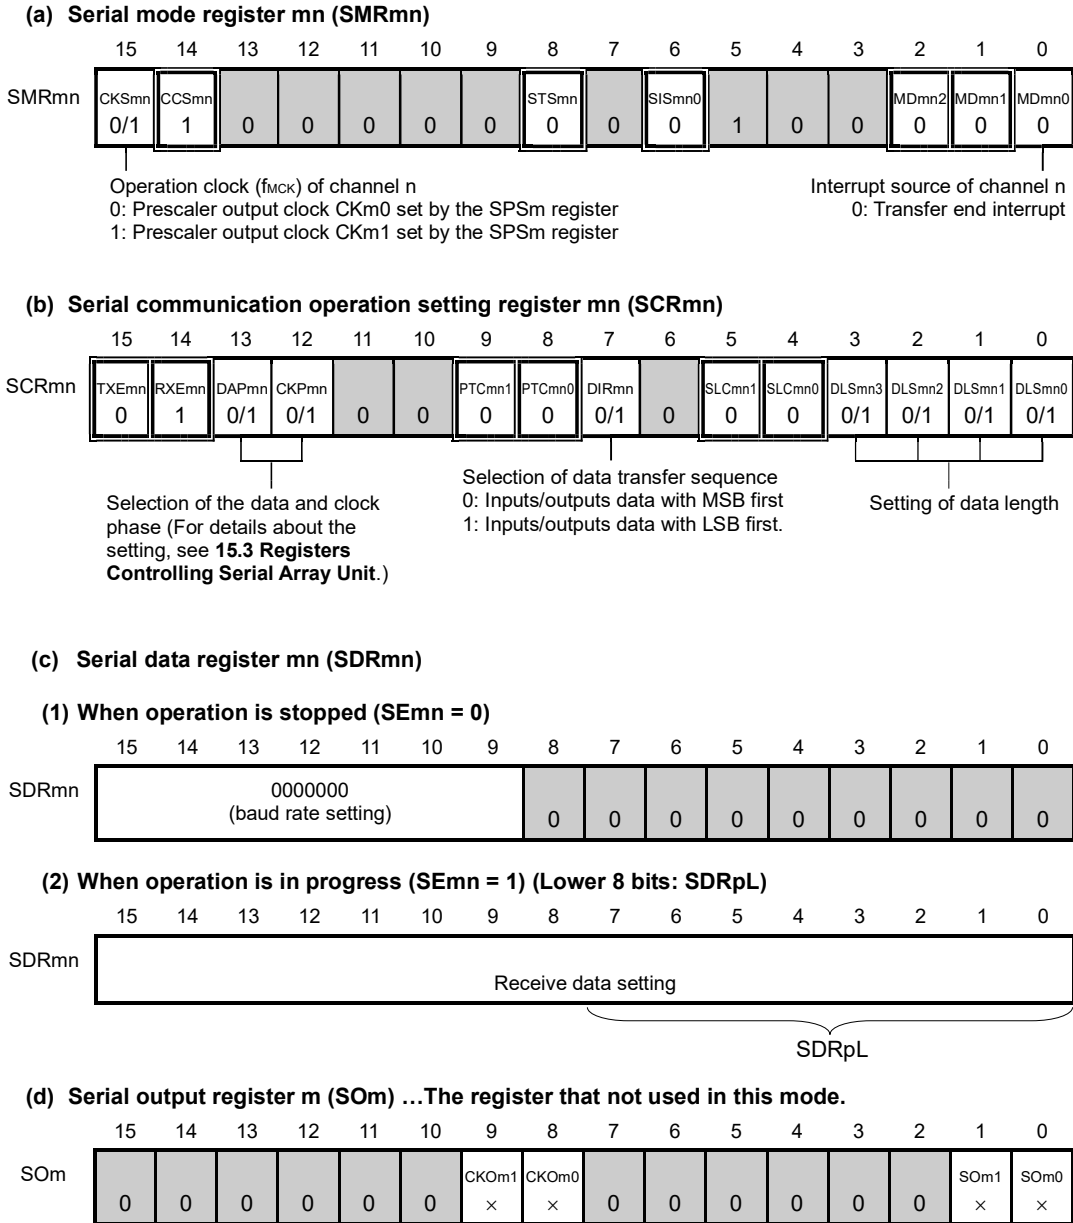 (a) Serial mode register mn (SMRmn)
15 14 13 12 11 10 9 8 7 6 5 4 3 2 1 0
SMRmn CKSmn CCSmn STSmn SISmn0 MDmn2 MDmn1 MDmn0
0/1 1 0 0 0 0 0 0 0 0 1 0 0 0 0 0
Operation clock (fMCK) of channel n
0: Prescaler output clock CKm0 set by the SPSm register
1: Prescaler output clock CKm1 set by the SPSm register
Interrupt source of channel n
0: Transfer end interrupt
(b) Serial communication operation setting register mn (SCRmn)
15 14 13 12 11 10 9 8 7 6 5 4 3 2 1 0
SCRmn TXEmn RXEmn DAPmn CKPmn PTCmn1 PTCmn0 DIRmn SLCmn1 SLCmn0 DLSmn3 DLSmn2 DLSmn1 DLSmn0
0 1 0/1 0/1 0 0 0 0 0/1 0 0 0 0/1 0/1 0/1 0/1
Selection of the data and clock
phase (For details about the
setting, see 15.3 Registers
Controlling Serial Array Unit.)
Selection of data transfer sequence
0: Inputs/outputs data with MSB first
1: Inputs/outputs data with LSB first.
Setting of data length
(c) Serial data register mn (SDRmn)
(1) When operation is stopped (SEmn = 0)
15 14 13 12 11 10 9 8 7 6 5 4 3 2 1 0
SDRmn 0000000
(baud rate setting) 0 0 0 0 0 0 0 0 0
(2) When operation is in progress (SEmn = 1) (Lower 8 bits: SDRpL)
15 14 13 12 11 10 9 8 7 6 5 4 3 2 1 0
SDRmn
Receive data setting
SDRpL
(d) Serial output register m (SOm) …The register that not used in this mode.
15 14 13 12 11 10 9 8 7 6 5 4 3 2 1 0
SOm CKOm1 CKOm0 SOm1 SOm0
0 0 0 0 0 0 × × 0 0 0 0 0 0 × ×